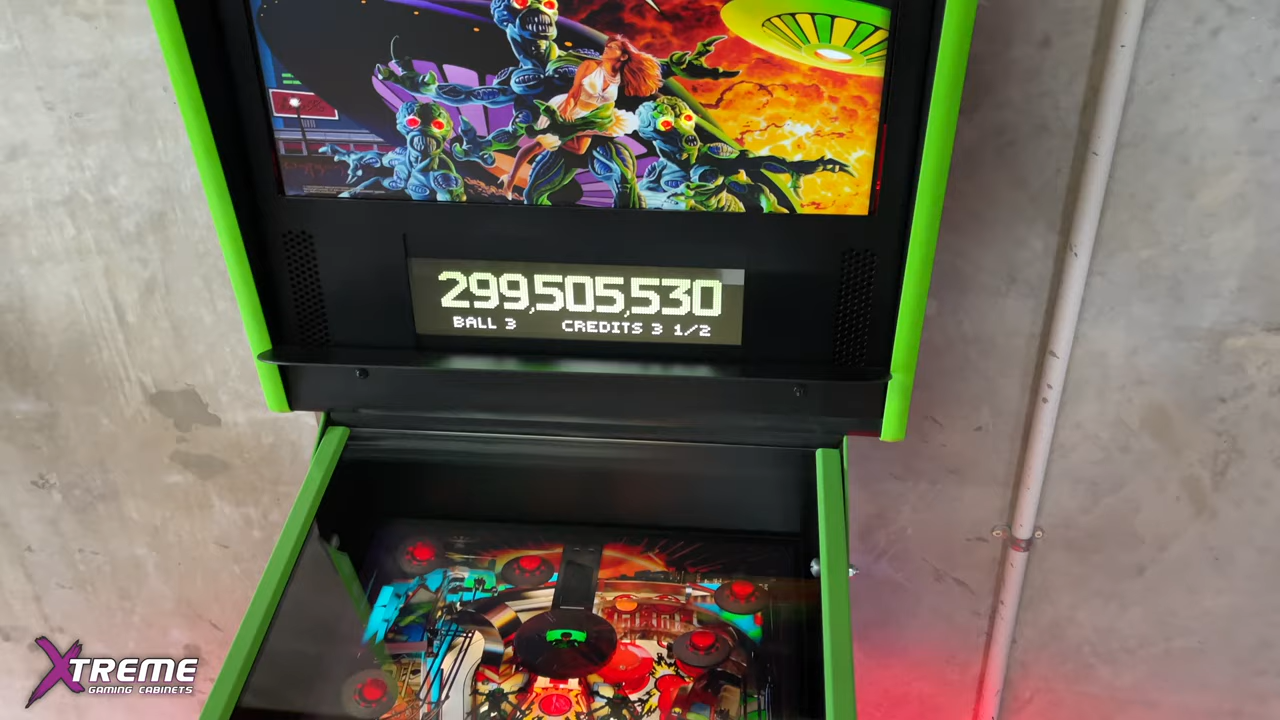 299,505,530
BALL 3 CREDITS 3 1/2
XTREME
GAMING CABINETS